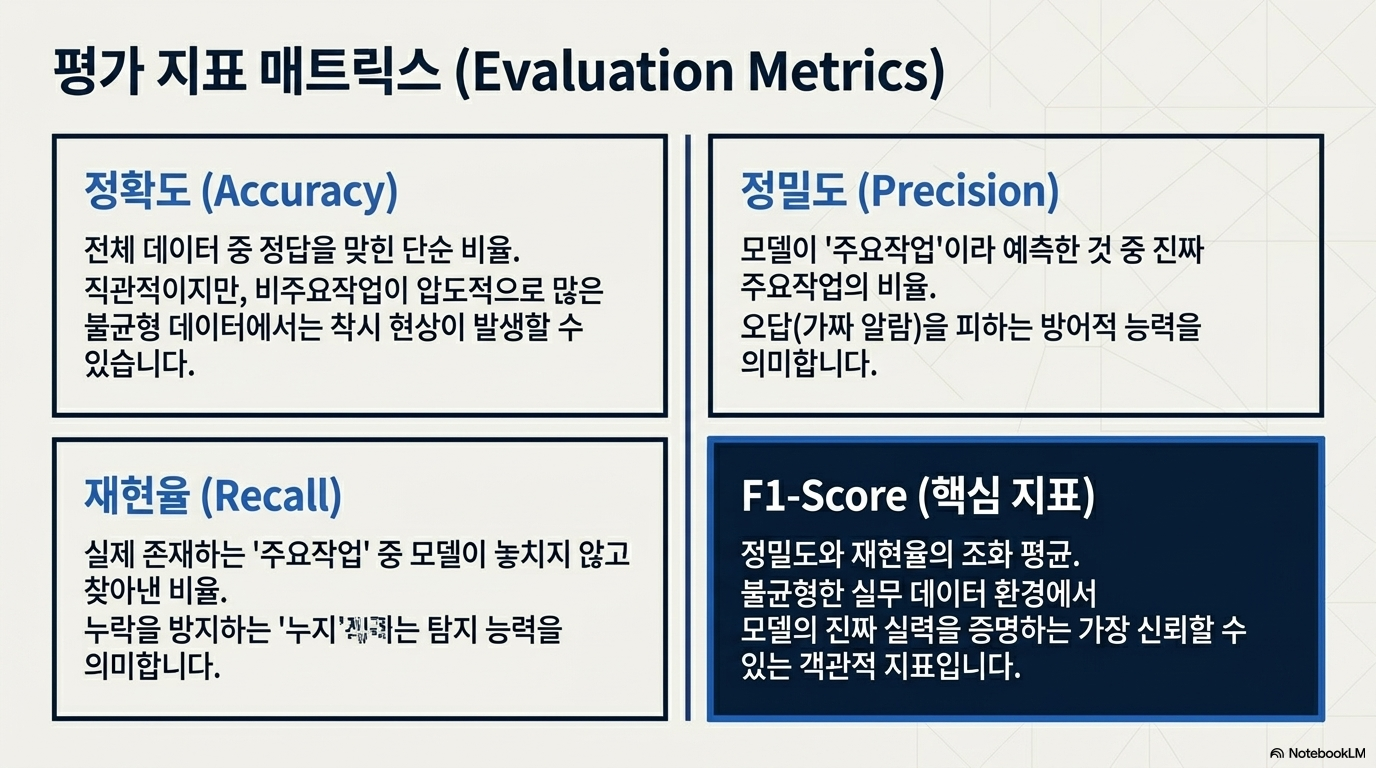 평가 지표 매트릭스 (Evaluation Metrics)
정확도 (Accuracy)
전체 데이터 중 정답을 맞힌 단순 비율.
직관적이지만, 비주요작업이 압도적으로 많은
불균형 데이터에서는 착시 현상이 발생할 수
있습니다.
정밀도 (Precision)
모델이 '주요작업'이라 예측한 것 중 진짜
주요작업의 비율.
오답(가짜 알람)을 피하는 방어적 능력을
의미합니다.
재현율 (Recall)
실제 존재하는 '주요작업' 중 모델이 놓치지 않고
찾아낸 비율.
누락을 방지하는 탐지 능력을
의미합니다.
F1-Score (핵심 지표)
정밀도와 재현율의 조화 평균.
불균형한 실무 데이터 환경에서
모델의 진짜 실력을 증명하는 가장 신뢰할 수
있는 객관적 지표입니다.
NotebookLM